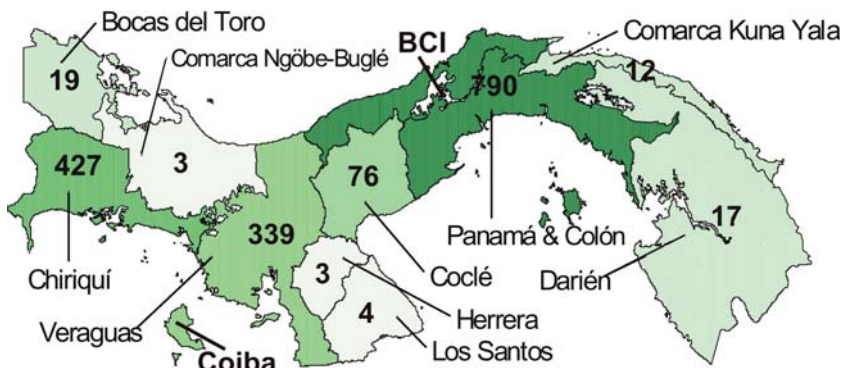 Bocas del Toro
Comarca Ngöbe-Buglé
BCI
Comarca Kuna Yala
19
790
12
427
3
76
17
339
Panamá & Colón
Chiriquí
3
Coclé
Darién
4
Herrera
Veraguas
Los Santos
Coiba